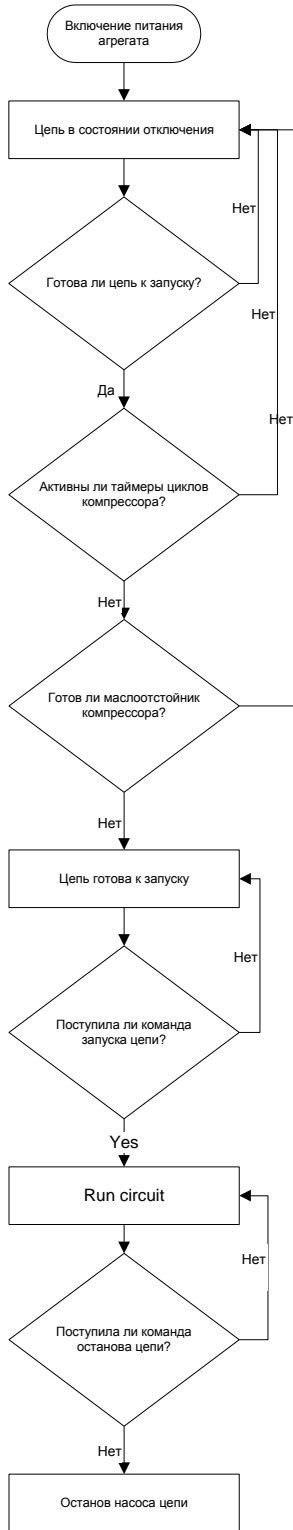 Включение питания
агрегата
Цепь в состоянии отключения
Нет
Готова ли цепь к запуску?
Нет
Да
Нет
Активны ли таймеры циклов
компрессора?
Нет
Готов ли маслоотстойник
компрессора?
Нет
Цепь готова к запуску
Нет
Поступила ли команда
запуска цепи?
Yes
Run circuit
Нет
Поступила ли команда
останова цепи?
Нет
Останов насоса цепи